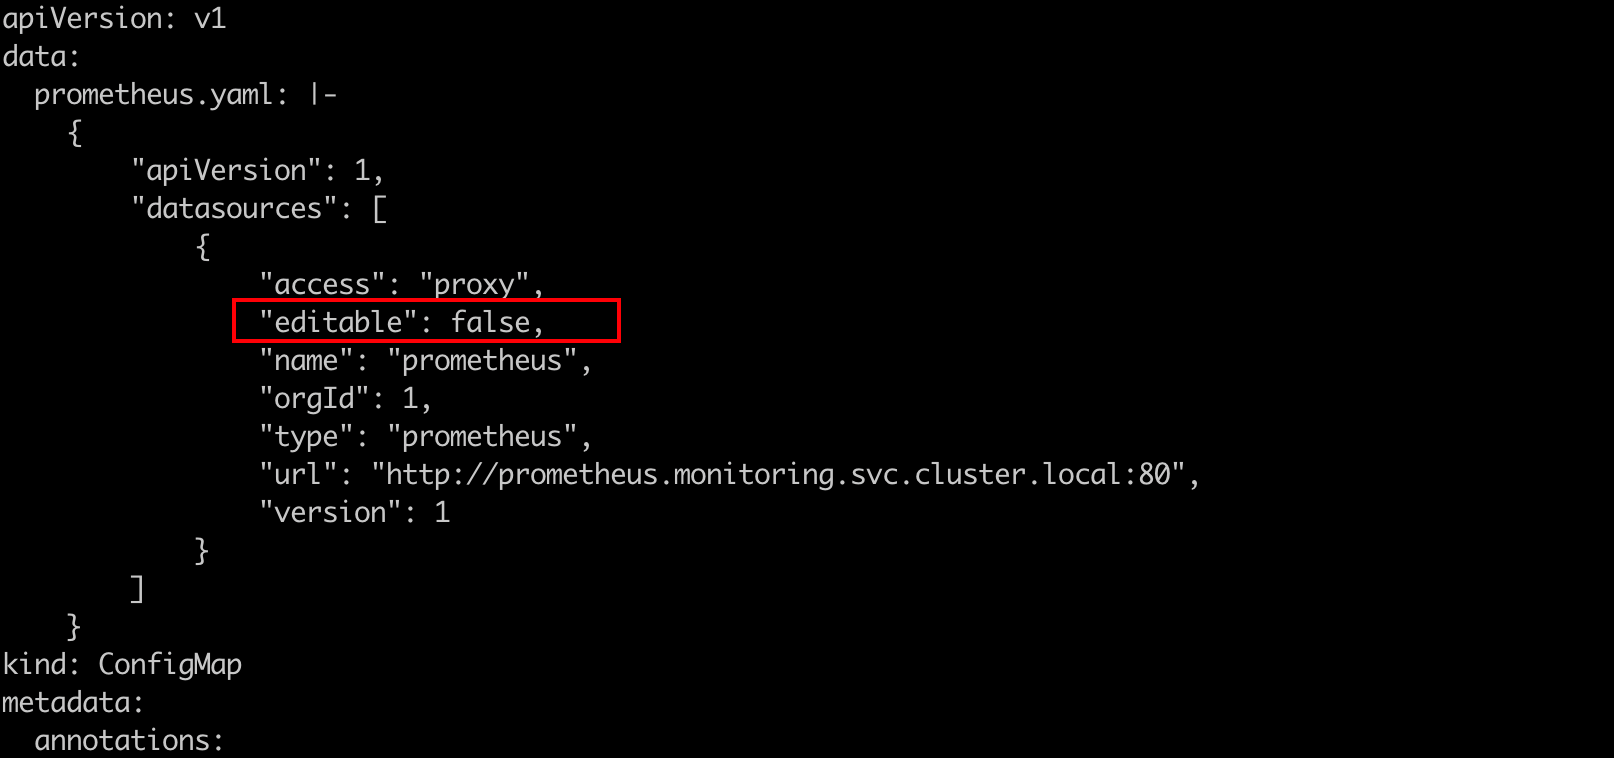 apiVersion: v1
data:
  prometheus.yaml: |-
    {
        "apiVersion": 1,
        "datasources": [
            {
                "access": "proxy",
                "editable": false,
                "name": "prometheus",
                "orgId": 1,
                "type": "prometheus",
                "url": "http://prometheus.monitoring.svc.cluster.local:80",
                "version": 1
            }
        ]
    }
kind: ConfigMap
metadata:
  annotations: